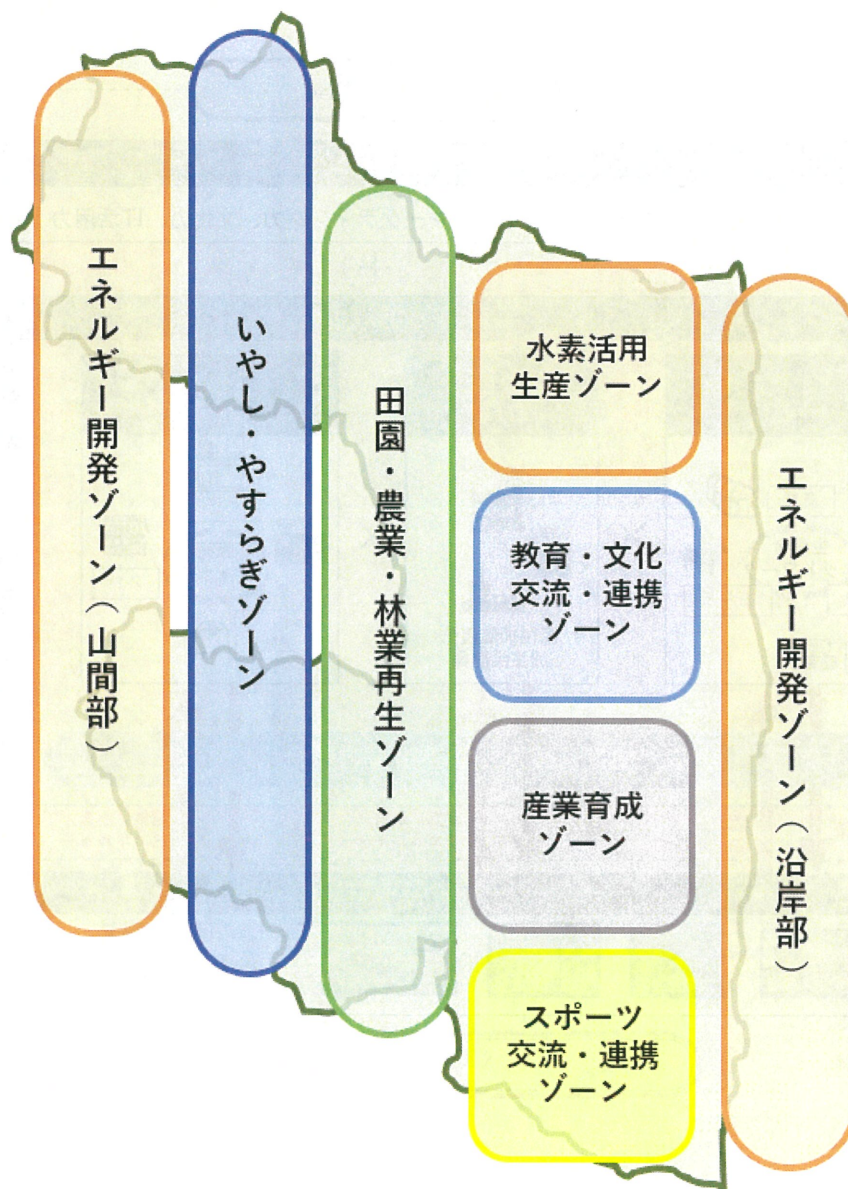 エネルギー開発ゾーン（山間部）
いやし・やすらぎゾーン
田園・農業・林業再生ゾーン
水素活用
生産ゾーン
教育・文化
交流・連携
ゾーン
産業育成
ゾーン
スポーツ
交流・連携
ゾーン
エネルギー開発ゾーン（沿岸部）